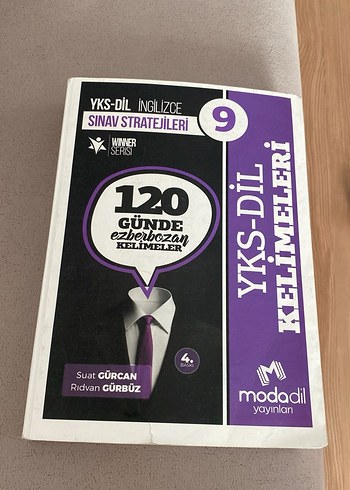 YKS-DİL İNGİLİZCE
SINAV STRATEJİLERİ
9
WINNER
SERİSİ
120
GÜNDE
ezberbozan
KELİMELER
YKS-DİL
KELİMELERİ
Suat GÜRCAN
Rıdvan GÜRBÜZ
4.
BASKI
modadil
yayınları